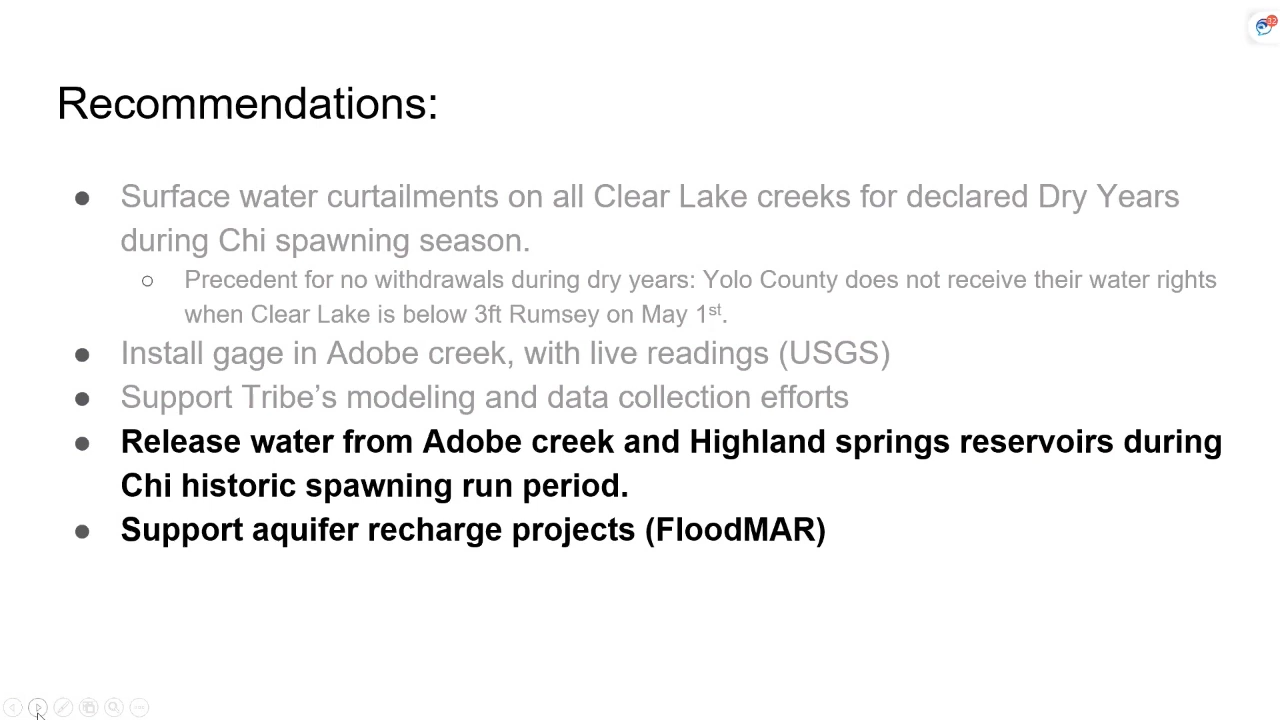 Recommendations:
● Surface water curtailments on all Clear Lake creeks for declared Dry Years
during Chi spawning season.
○ Precedent for no withdrawals during dry years: Yolo County does not receive their water rights
when Clear Lake is below 3ft Rumsey on May 1st.
● Install gage in Adobe creek, with live readings (USGS)
● Support Tribe’s modeling and data collection efforts
● Release water from Adobe creek and Highland springs reservoirs during
Chi historic spawning run period.
● Support aquifer recharge projects (FloodMAR)